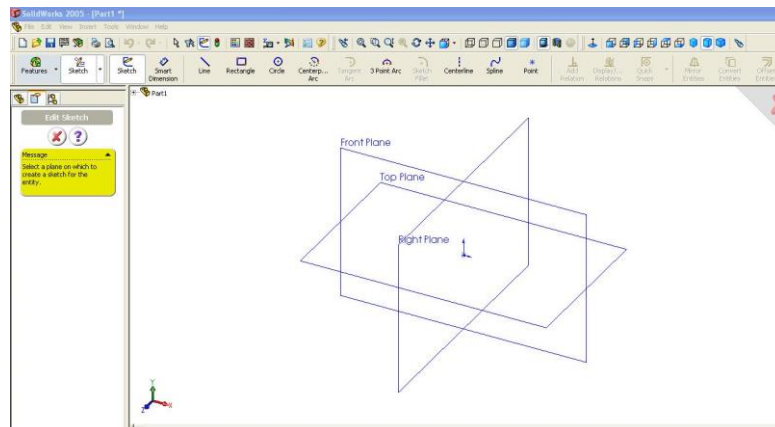 SolidWorks 2005 - [Part1 *]
File Edit View Insert Tools Window Help
Features Sketch Sketch Smart Dimension Line Rectangle Circle Centerp... Arc Tangent Arc 3 Point Arc Sketch Fillet Centerline Spline Point Add Relation Display/... Relations Quick Snaps Mirror Entities Convert Entities Offset Entities
Part1
Edit Sketch
Message
Select a plane on which to
create a sketch for the
entity.
Front Plane
Top Plane
Right Plane
Y
Z
X